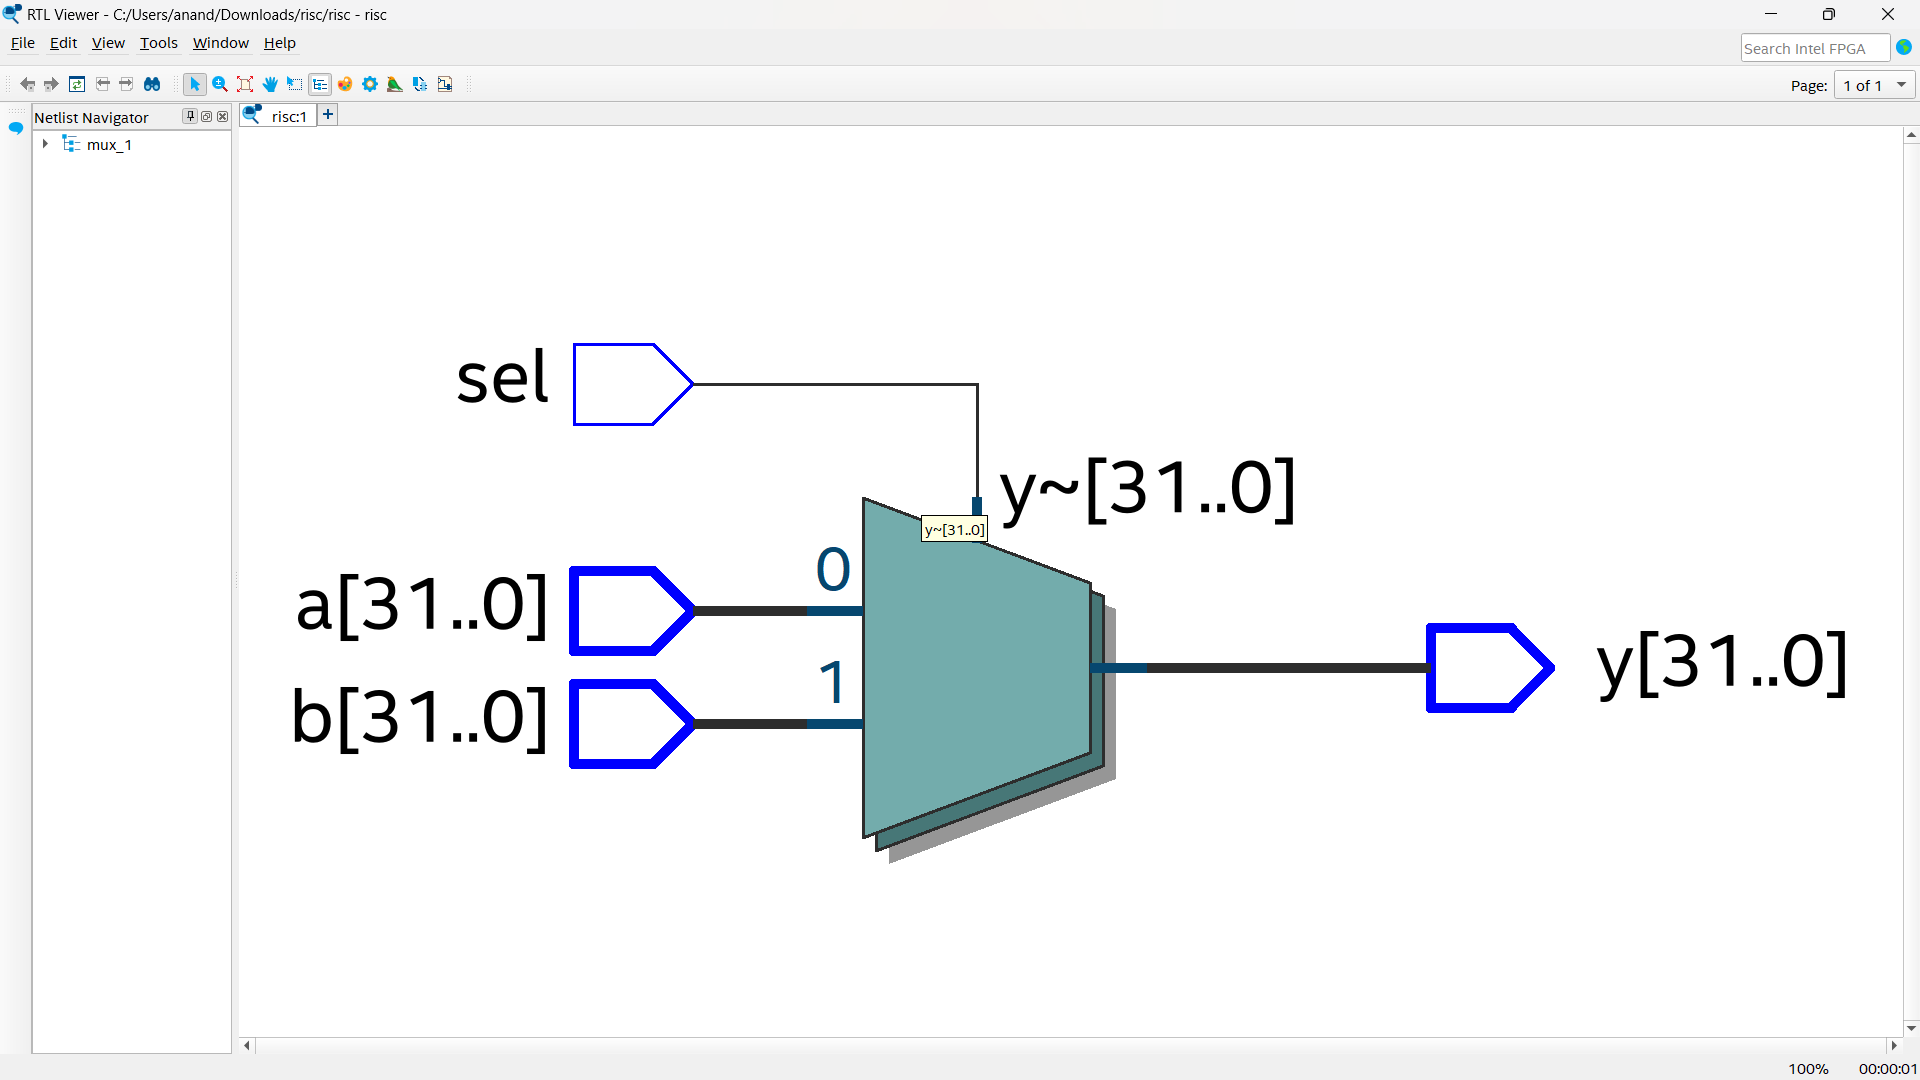 RTL Viewer - C:/Users/anand/Downloads/risc/risc - risc
File Edit View Tools Window Help
Search Intel FPGA
Page: 1 of 1
Netlist Navigator
risc:1 +
mux_1
sel
y~[31..0]
y~[31..0]
0
a[31..0]
1
b[31..0]
y[31..0]
100% 00:00:01